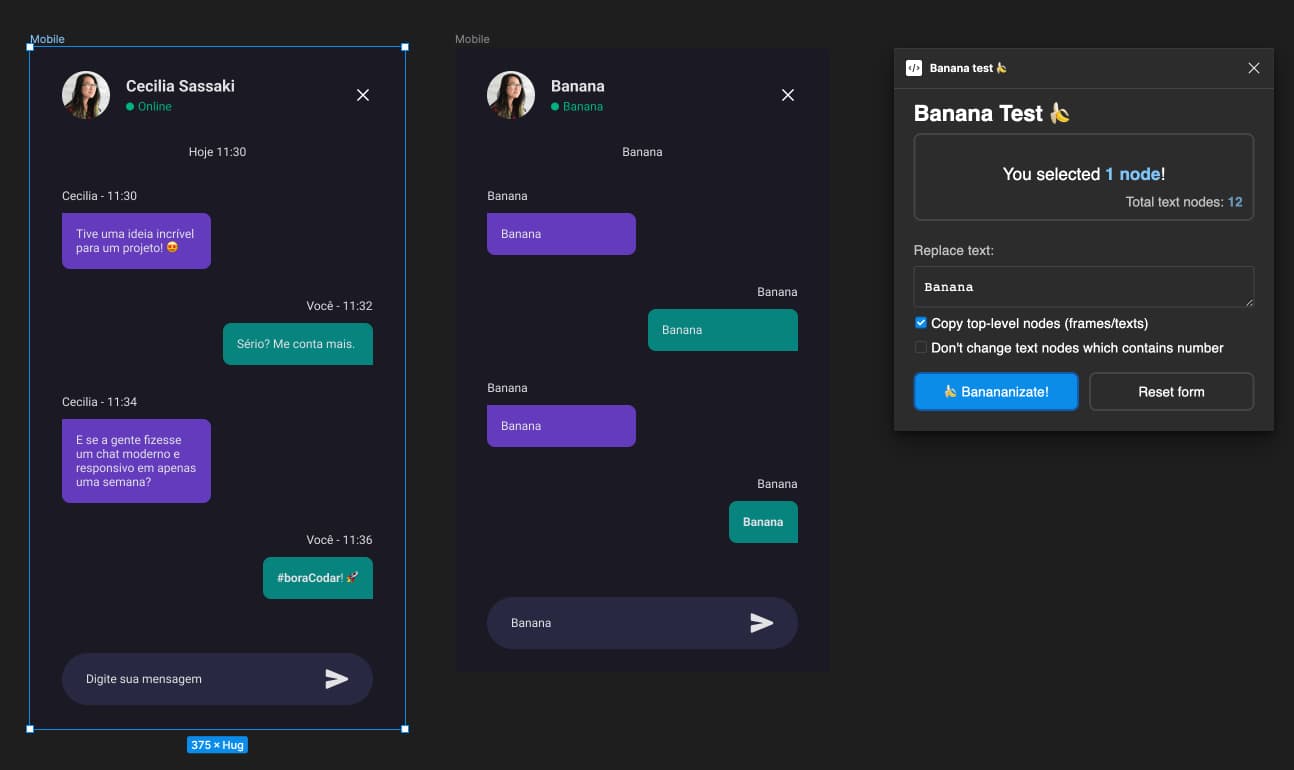 Mobile
Cecilia Sassaki
Online
Hoje 11:30
Cecilia - 11:30
Tive uma ideia incrível
para um projeto! 😍
Você - 11:32
Sério? Me conta mais.
Cecilia - 11:34
E se a gente fizesse
um chat moderno e
responsivo em apenas
uma semana?
Você - 11:36
#boraCodar! 🚀
Digite sua mensagem
375 × Hug
Mobile
Banana
Banana
Banana
Banana
Banana
Banana
Banana
Banana
Banana
Banana
Banana
Banana
Banana test 🍌
Banana Test 🍌
You selected 1 node!
Total text nodes: 12
Replace text:
Banana
Copy top-level nodes (frames/texts)
Don't change text nodes which contains number
🍌 Banananizate!
Reset form